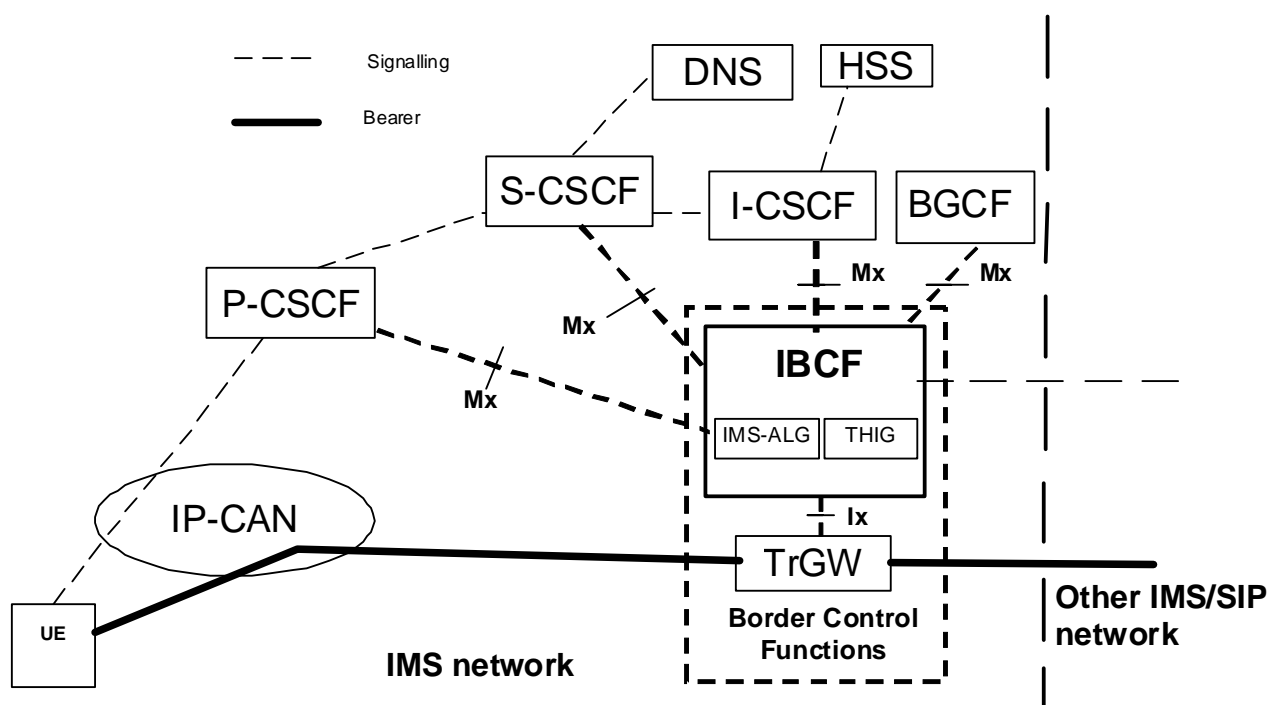 Signalling
Bearer
DNS
HSS
S-CSCF
I-CSCF
BGCF
P-CSCF
Mx
Mx
Mx
Mx
IBCF
IMS-ALG
THIG
IP-CAN
Ix
TrGW
UE
Border Control
Functions
Other IMS/SIP
network
IMS network